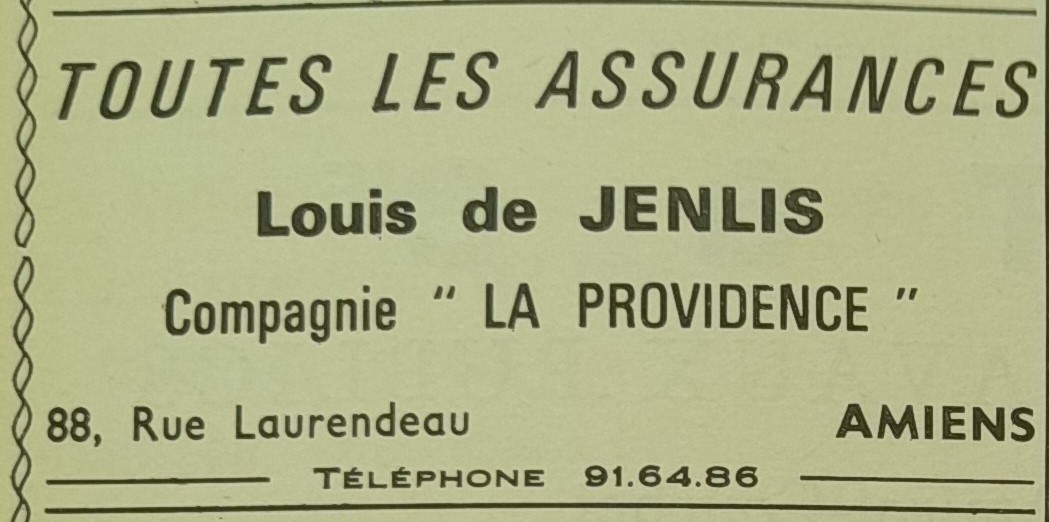 TOUTES LES ASSURANCES
Louis de JENLIS
Compagnie " LA PROVIDENCE "
88, Rue Laurendeau AMIENS
TÉLÉPHONE 91.64.86